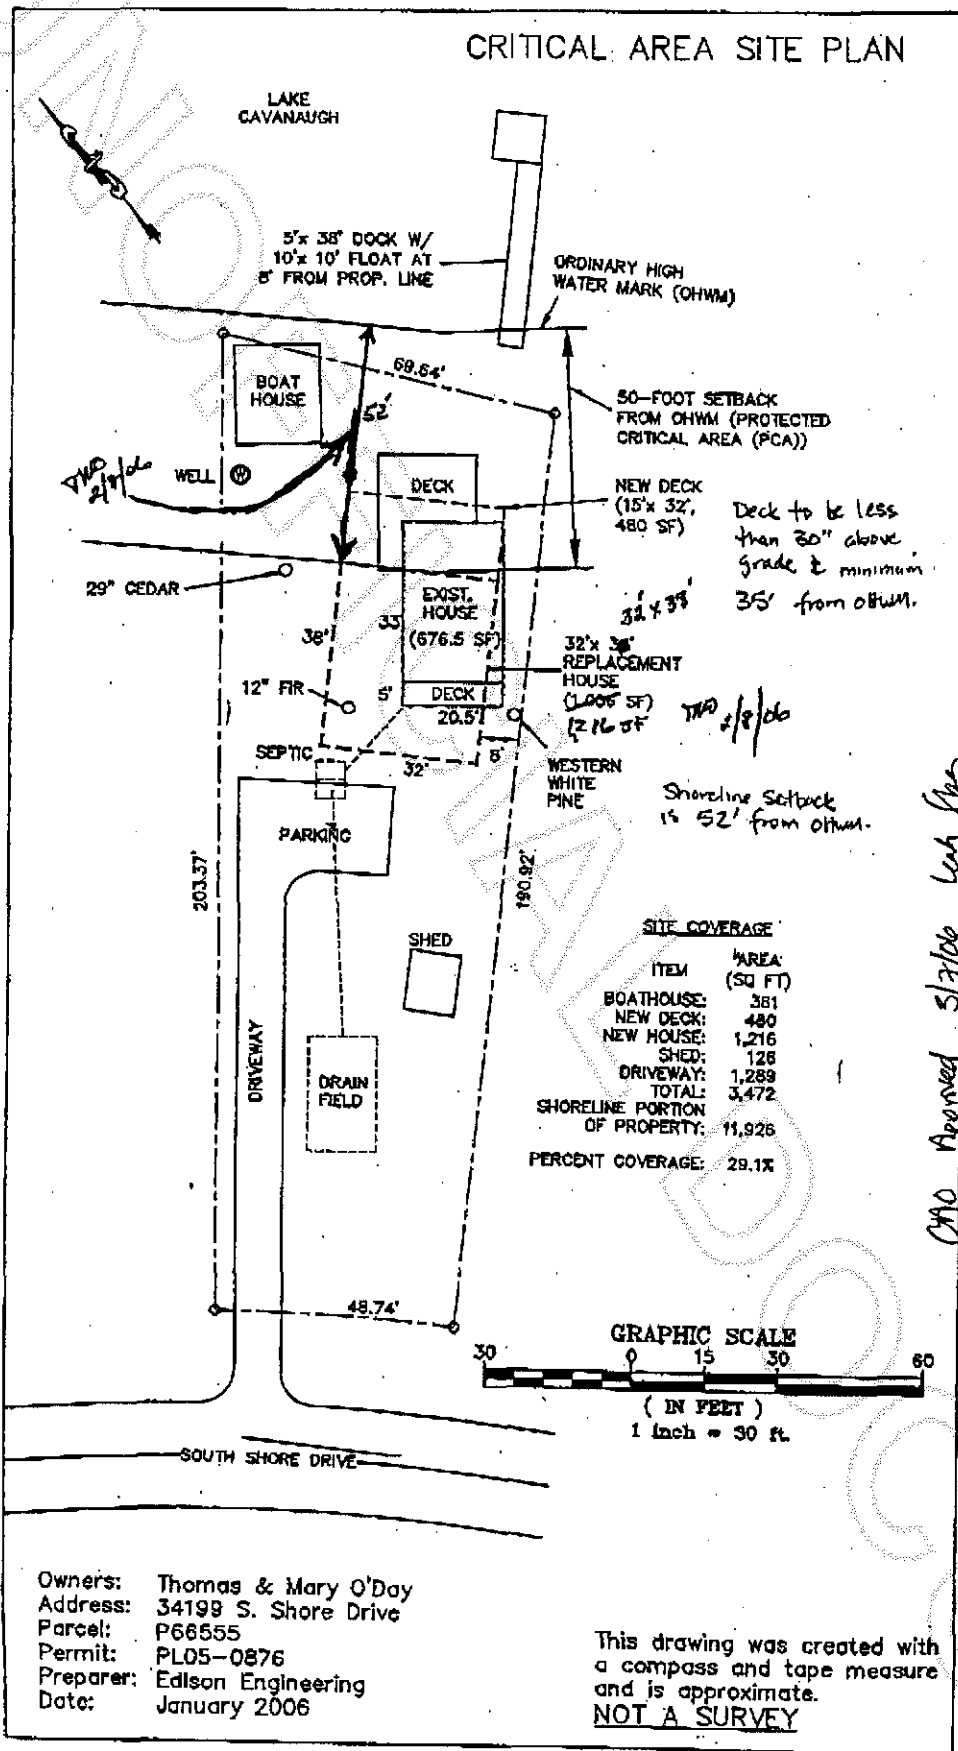 CRITICAL AREA SITE PLAN
LAKE
CAVANAUGH
5'x 38' DOCK W/
10'x 10' FLOAT AT
8' FROM PROP. LINE
ORDINARY HIGH
WATER MARK (OHWM)
69.64'
BOAT
HOUSE
52'
50-FOOT SETBACK
FROM OHWM (PROTECTED
CRITICAL AREA (PCA))
WELL
W
2/8/06
DECK
NEW DECK
(15'x 32',
480 SF)
Deck to be less
than 30" above
grade & minimum
35' from OHWM.
29" CEDAR
EXIST.
HOUSE
(676.5 SF)
33'
38'
32' x 38'
32'x 38'
REPLACEMENT
HOUSE
1216 SF
2/8/06
12" FIR
5'
DECK
20.5'
SEPTIC
32'
8'
WESTERN
WHITE
PINE
Shoreline Setback
is 52' from OHWM.
PARKING
203.37'
190.92'
SHED
DRIVEWAY
DRAIN
FIELD
SITE COVERAGE
ITEM AREA
(SQ FT)
BOATHOUSE: 381
NEW DECK: 480
NEW HOUSE: 1,216
SHED: 126
DRIVEWAY: 1,289
TOTAL: 3,472
SHORELINE PORTION
OF PROPERTY: 11,926
PERCENT COVERAGE: 29.1%
CAO Approved 3/7/06 Leah
48.74'
GRAPHIC SCALE
30 0 15 30 60
( IN FEET )
1 inch = 30 ft.
SOUTH SHORE DRIVE
Owners: Thomas & Mary O'Day
Address: 34199 S. Shore Drive
Parcel: P66555
Permit: PL05-0876
Preparer: Edison Engineering
Date: January 2006
This drawing was created with
a compass and tape measure
and is approximate.
NOT A SURVEY